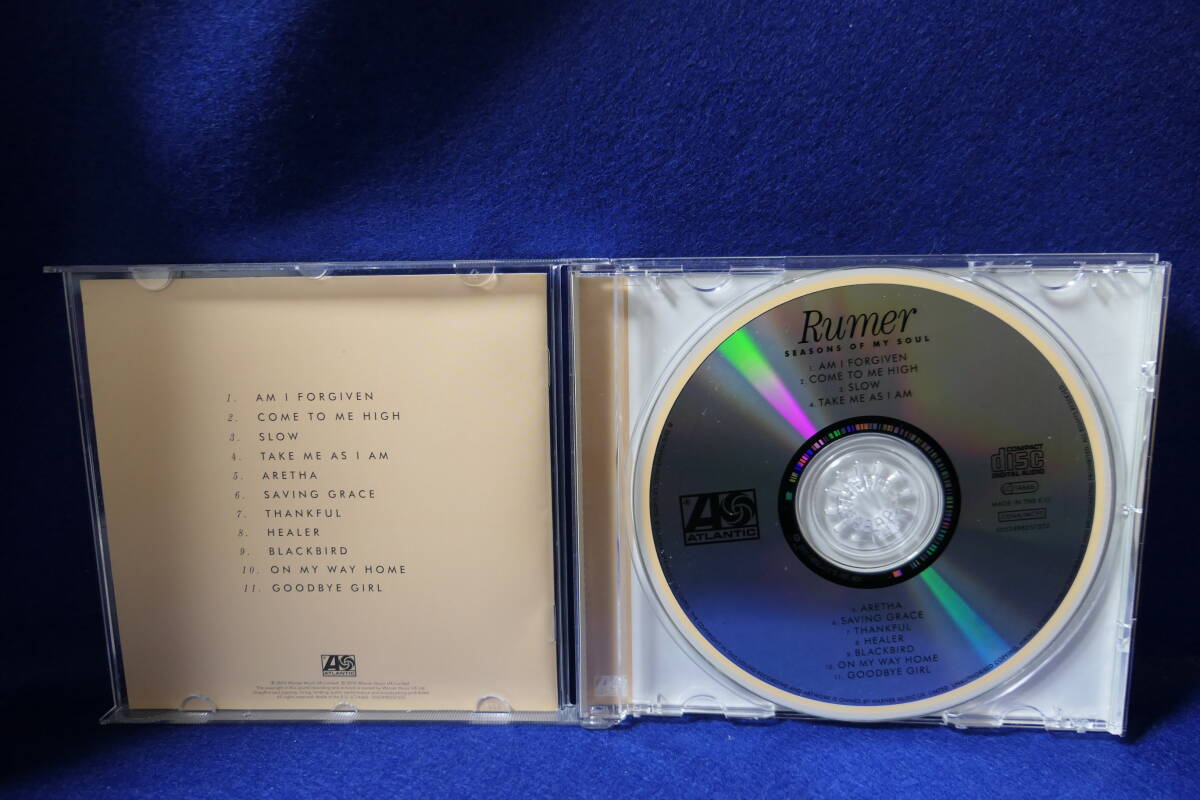 1. AM I FORGIVEN
2. COME TO ME HIGH
3. SLOW
4. TAKE ME AS I AM
5. ARETHA
6. SAVING GRACE
7. THANKFUL
8. HEALER
9. BLACKBIRD
10. ON MY WAY HOME
11. GOODBYE GIRL
ATLANTIC
Rumer
SEASONS OF MY SOUL
1. AM I FORGIVEN
2. COME TO ME HIGH
3. SLOW
4. TAKE ME AS I AM
COMPACT
disc
DIGITAL AUDIO
MADE IN THE E.U.
5. ARETHA
6. SAVING GRACE
7. THANKFUL
8. HEALER
9. BLACKBIRD
10. ON MY WAY HOME
11. GOODBYE GIRL